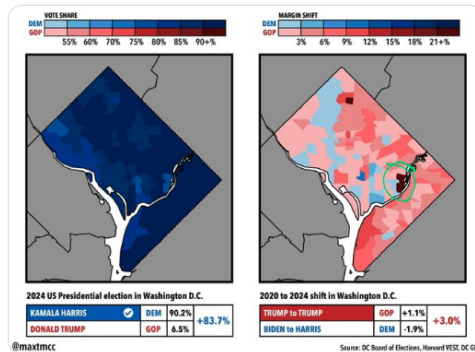 VOTE SHARE
DEM
GOP
55% 60% 70% 75% 80% 85% 90+%
MARGIN SHIFT
DEM
GOP
3% 6% 9% 12% 15% 18% 21+%
2024 US Presidential election in Washington D.C.
KAMALA HARRIS DEM 90.2%
DONALD TRUMP GOP 6.5%
+83.7%
2020 to 2024 shift in Washington D.C.
TRUMP to TRUMP GOP +1.1%
BIDEN to HARRIS DEM -1.9%
+3.0%
@maxtmcc
Source: DC Board of Elections, Harvard VEST, DC GI